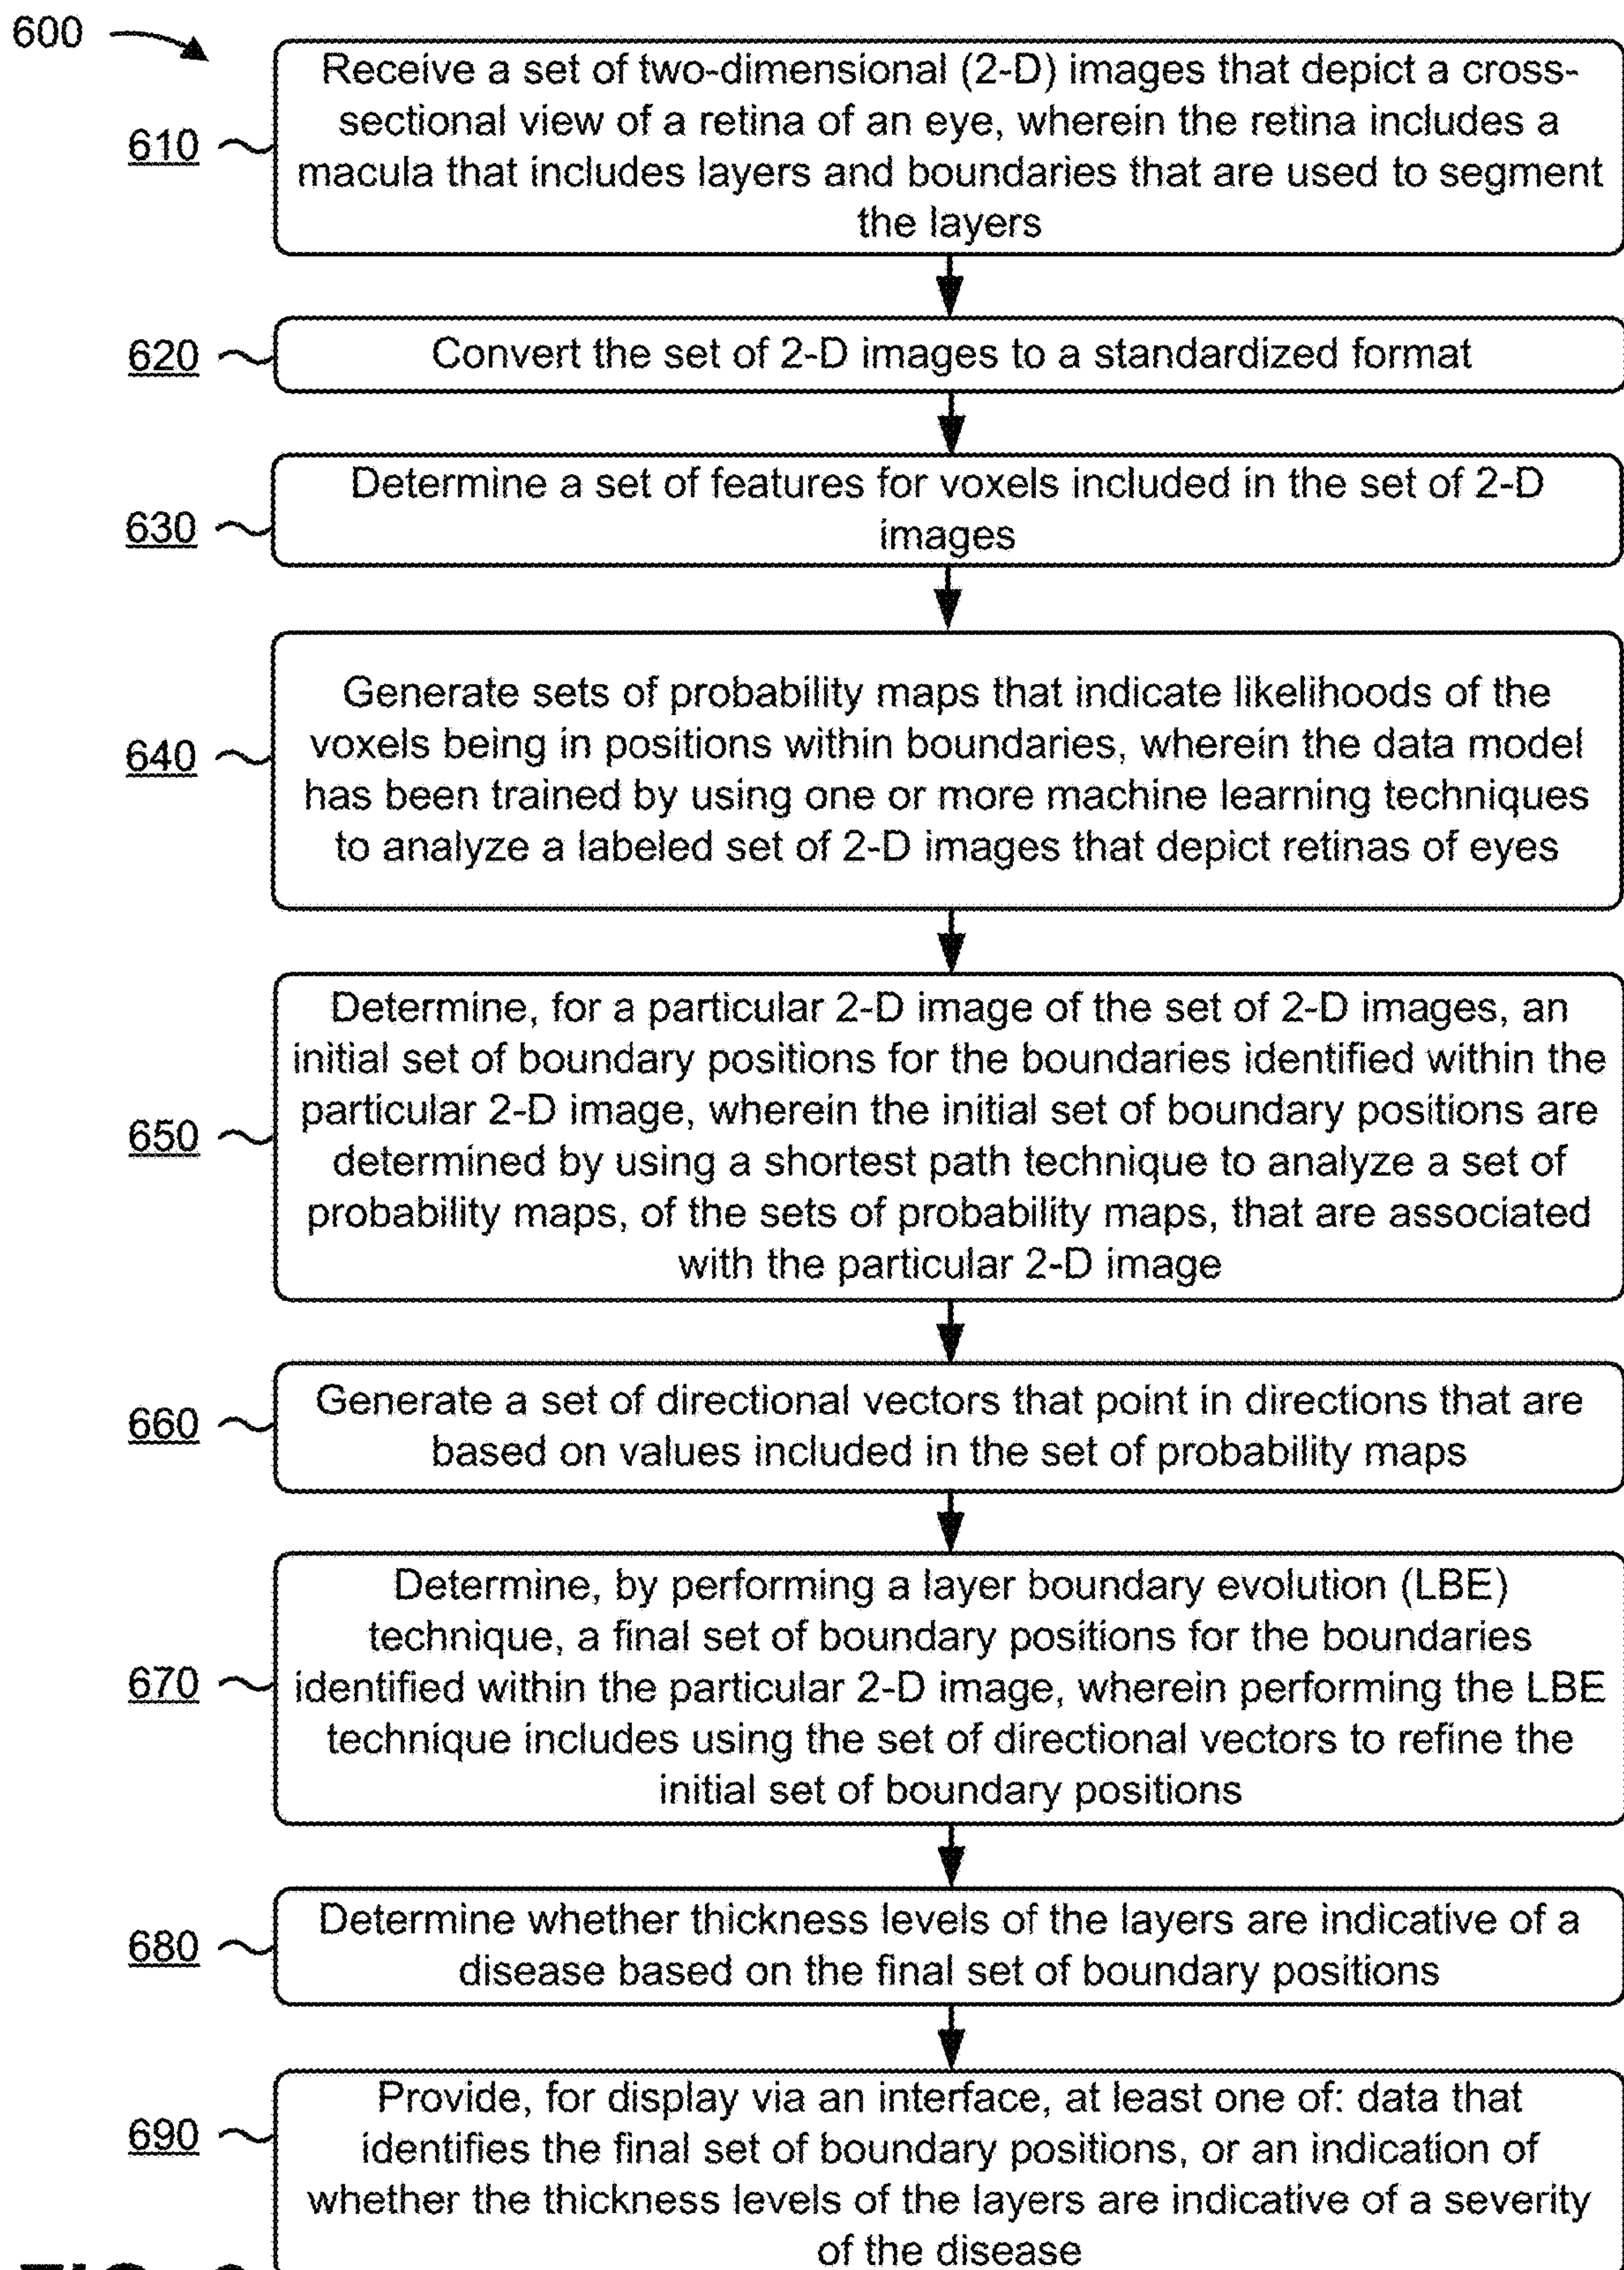 600
Receive a set of two-dimensional (2-D) images that depict a cross-
sectional view of a retina of an eye, wherein the retina includes a
610
macula that includes layers and boundaries that are used to segment
the layers
620
Convert the set of 2-D images to a standardized format
Determine a set of features for voxels included in the set of 2-D
630
images
Generate sets of probability maps that indicate likelihoods of the
640
voxels being in positions within boundaries, wherein the data model
has been trained by using one or more machine learning techniques
to analyze a labeled set of 2-D images that depict retinas of eyes
Determine, for a particular 2-D image of the set of 2-D images, an
initial set of boundary positions for the boundaries identified within the
particular 2-D image, wherein the initial set of boundary positions are
650
determined by using a shortest path technique to analyze a set of
probability maps, of the sets of probability maps, that are associated
with the particular 2-D image
660
Generate a set of directional vectors that point in directions that are
based on values included in the set of probability maps
Determine, by performing a layer boundary evolution (LBE)
technique, a final set of boundary positions for the boundaries
670
identified within the particular 2-D image, wherein performing the LBE
technique includes using the set of directional vectors to refine the
initial set of boundary positions
680
Determine whether thickness levels of the layers are indicative of a
disease based on the final set of boundary positions
690
Provide, for display via an interface, at least one of: data that
identifies the final set of boundary positions, or an indication of
whether the thickness levels of the layers are indicative of a severity
of the disease